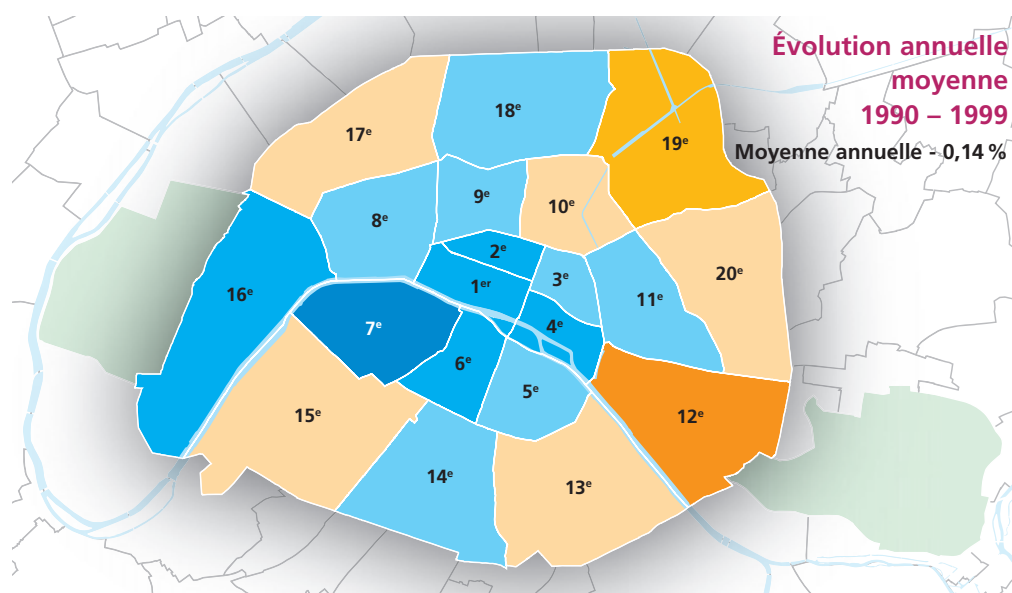 Évolution annuelle
moyenne
1990 – 1999
Moyenne annuelle - 0,14 %
18e
17e
19e
9e
10e
8e
2e
20e
3e
1er
16e
11e
4e
7e
6e
5e
15e
12e
14e
13e